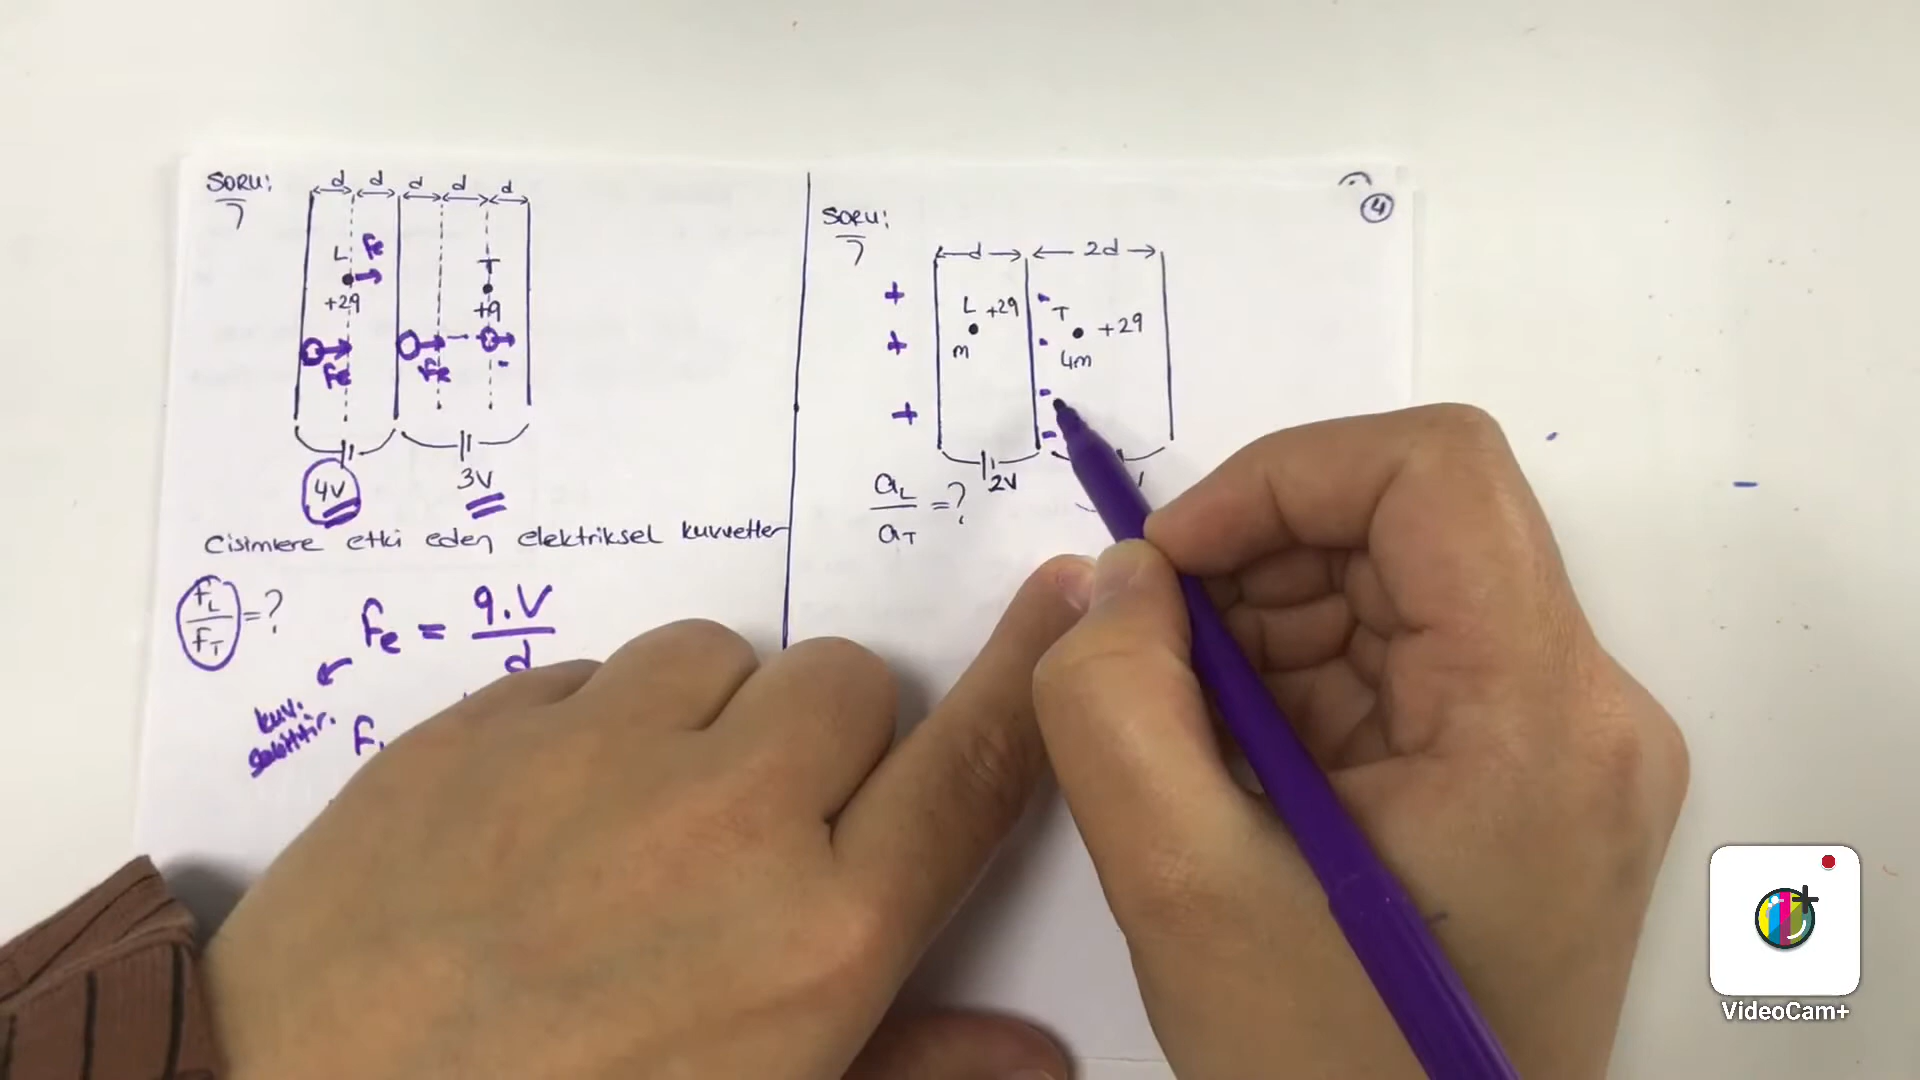 SORU:
7
d d d d d
L fe
+2q
T
+q
fe fe
-
4V 3V
Cisimlere etki eden elektriksel kuvvetler
fL
fT
=?
fe = q.V
d
kuv.
sabittir.
SORU:
7
4
d 2d
+ + +
L +2q
m
- - - -
T +2q
4m
2V
aL
aT
=?
VideoCam+